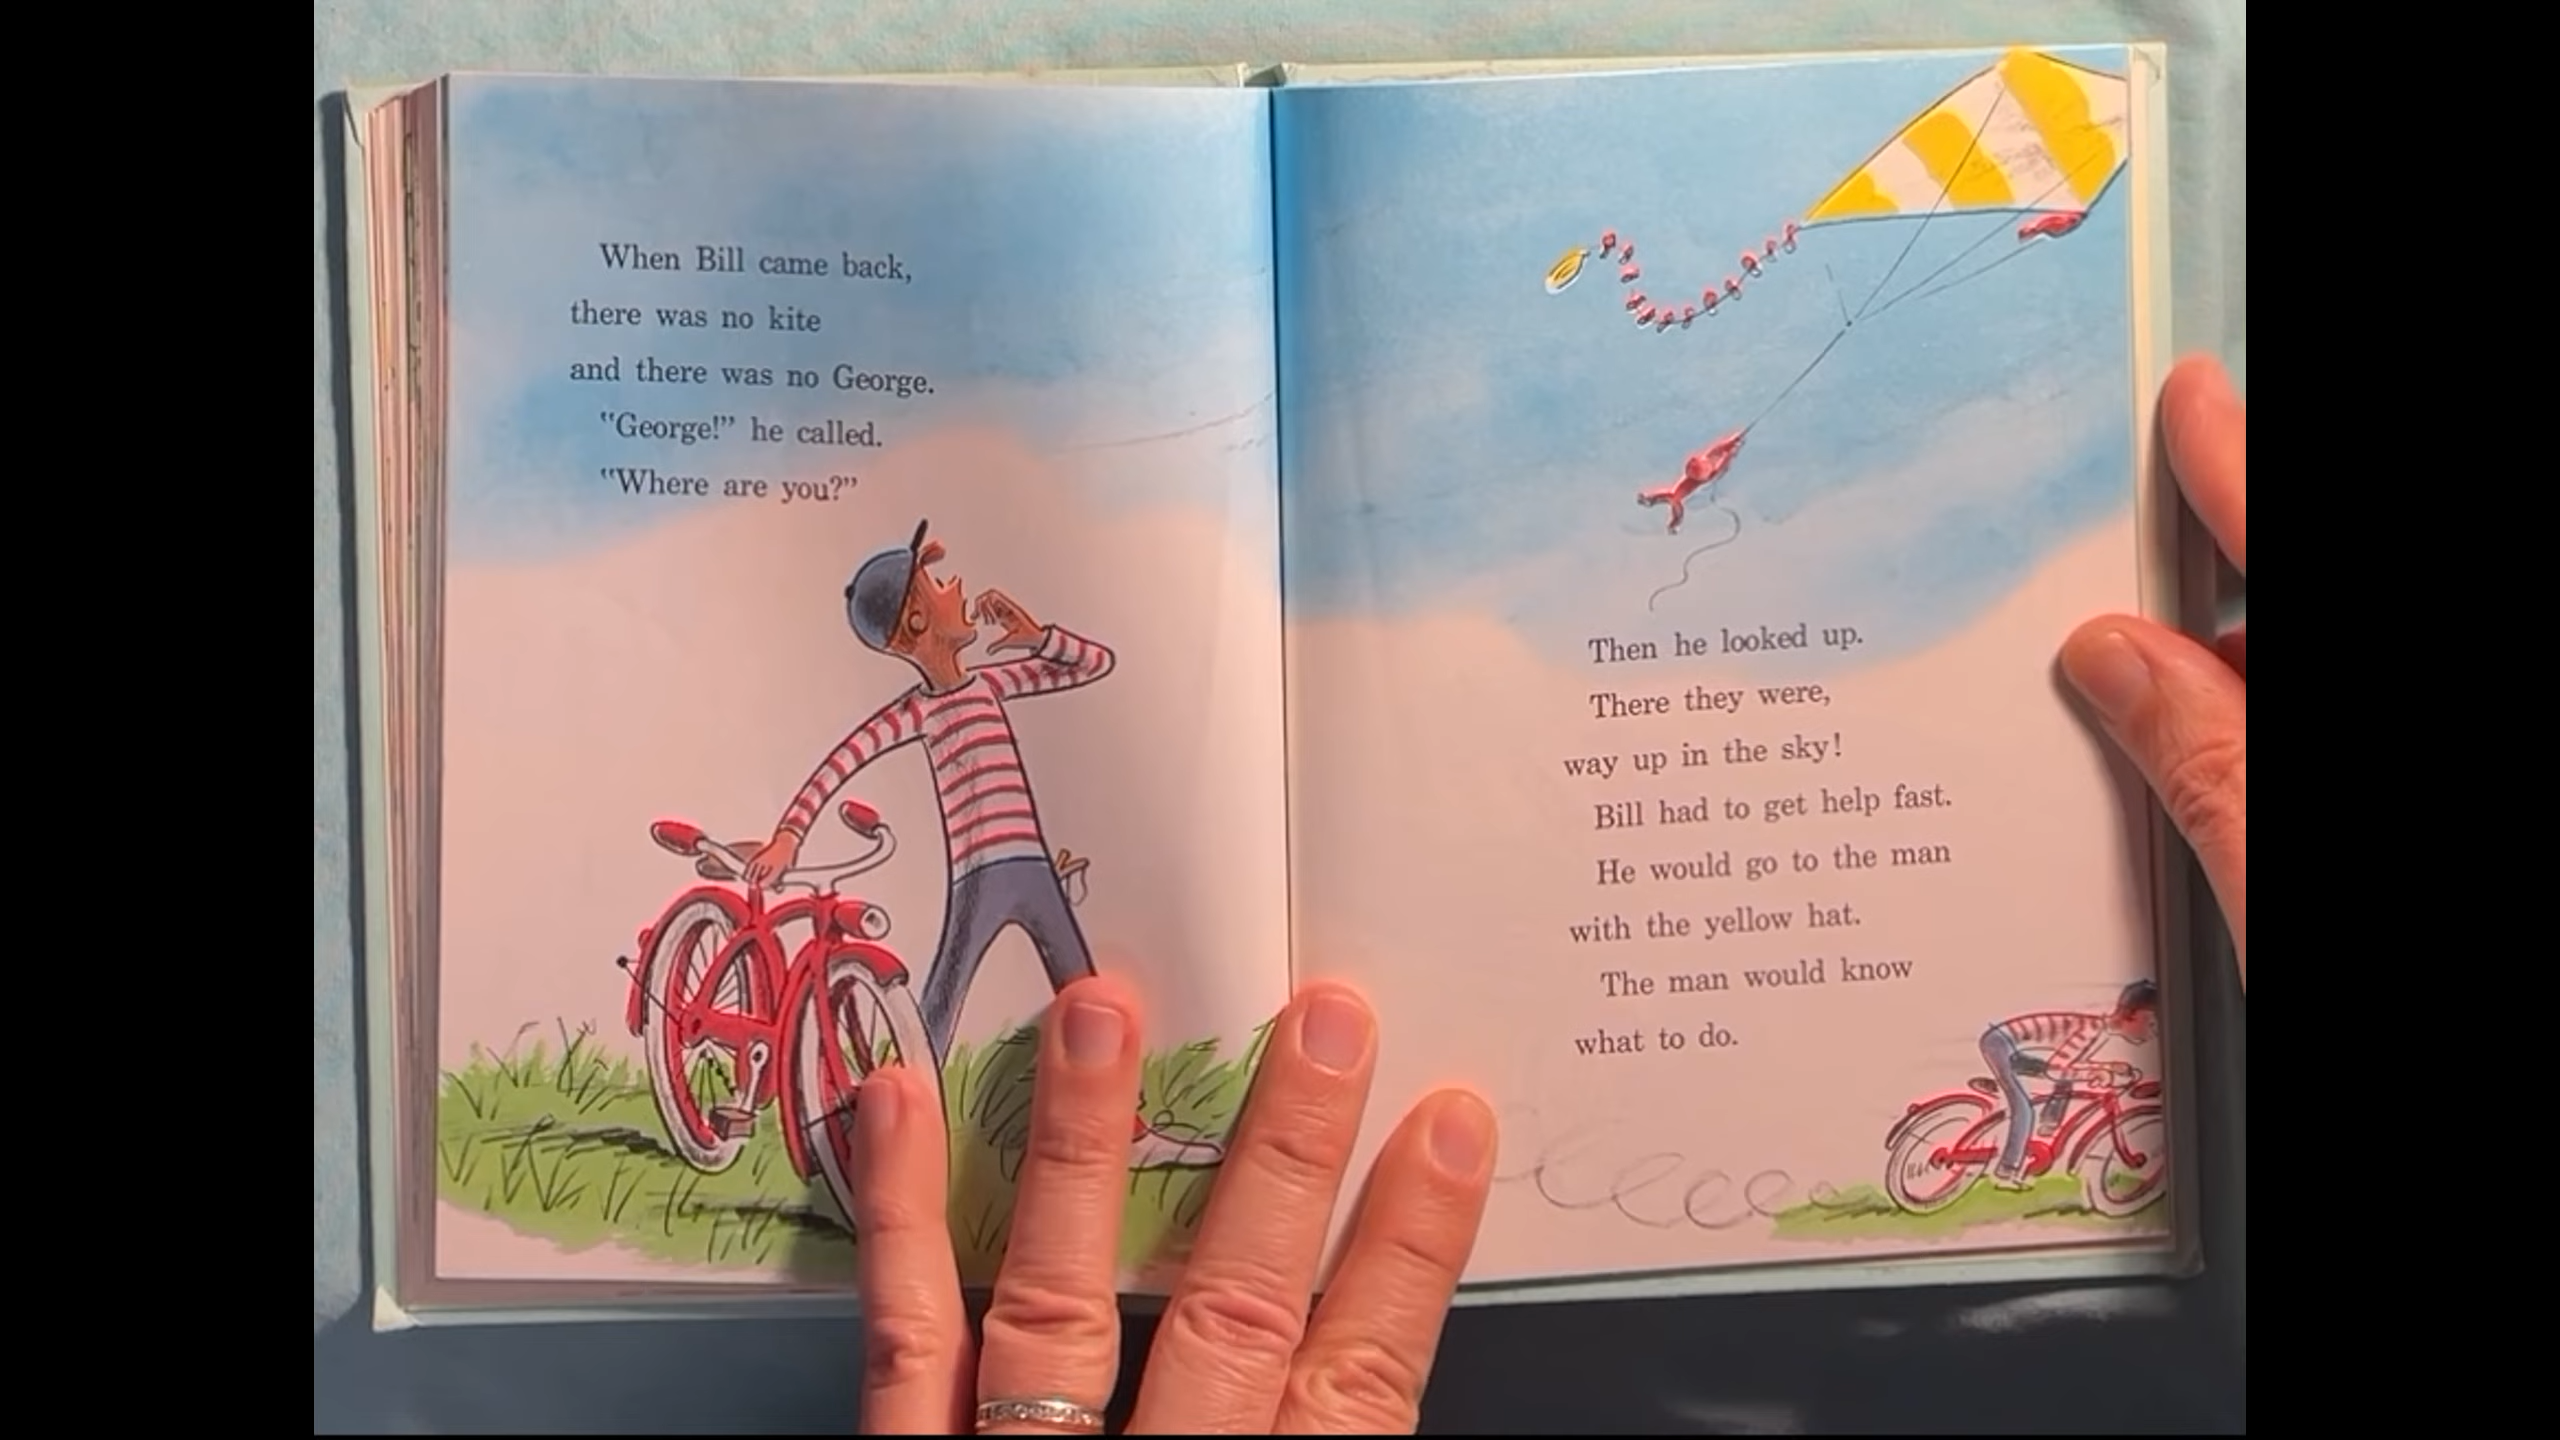 When Bill came back,
there was no kite
and there was no George.
"George!" he called.
"Where are you?"
Then he looked up.
There they were,
way up in the sky!
Bill had to get help fast.
He would go to the man
with the yellow hat.
The man would know
what to do.